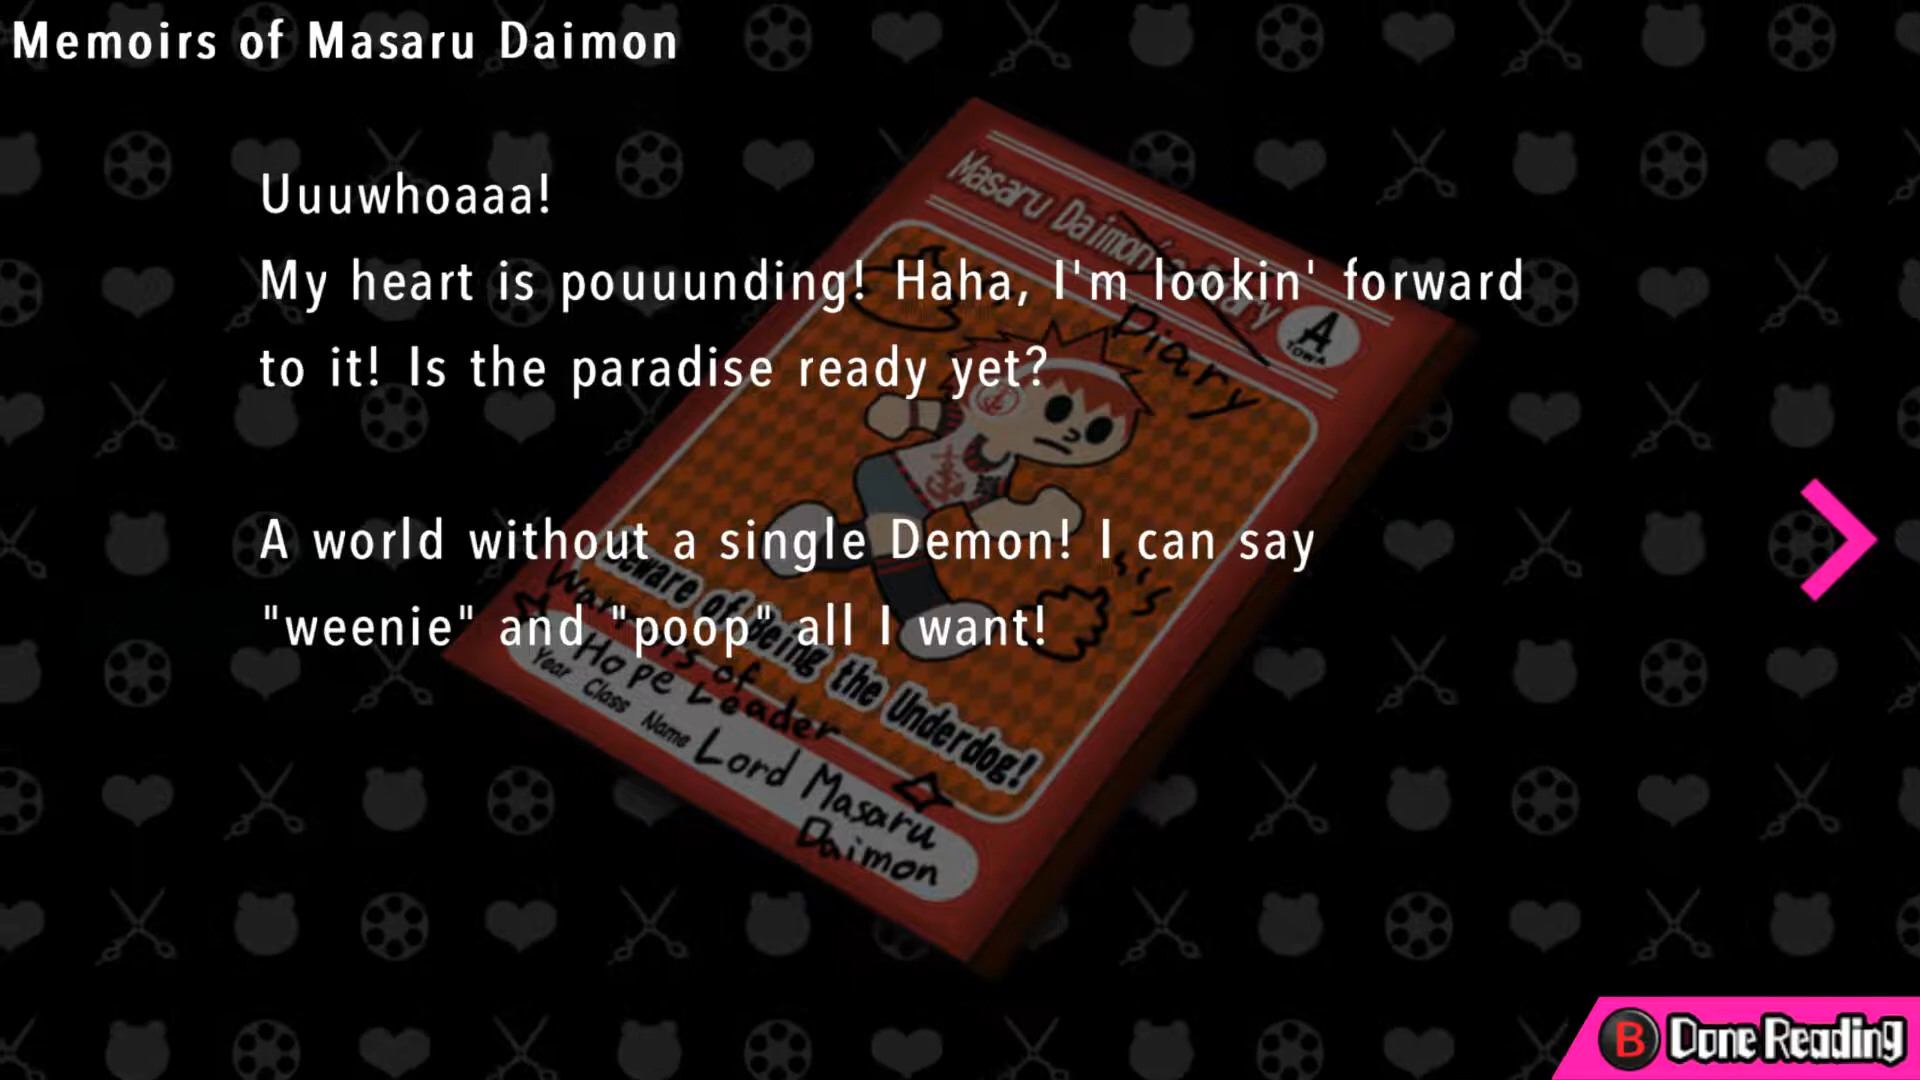 Memoirs of Masaru Daimon
Uuuwhoaaa!
My heart is pouuunding! Haha, I'm lookin' forward
to it! Is the paradise ready yet?
A world without a single Demon! I can say
"weenie" and "poop" all I want!
Masaru Daimon's Diary
Diary
A
TOWA
Beware of Being the Underdog!
Warriors of
Hope Leader
Year Class Name
Lord Masaru
Daimon
B Done Reading